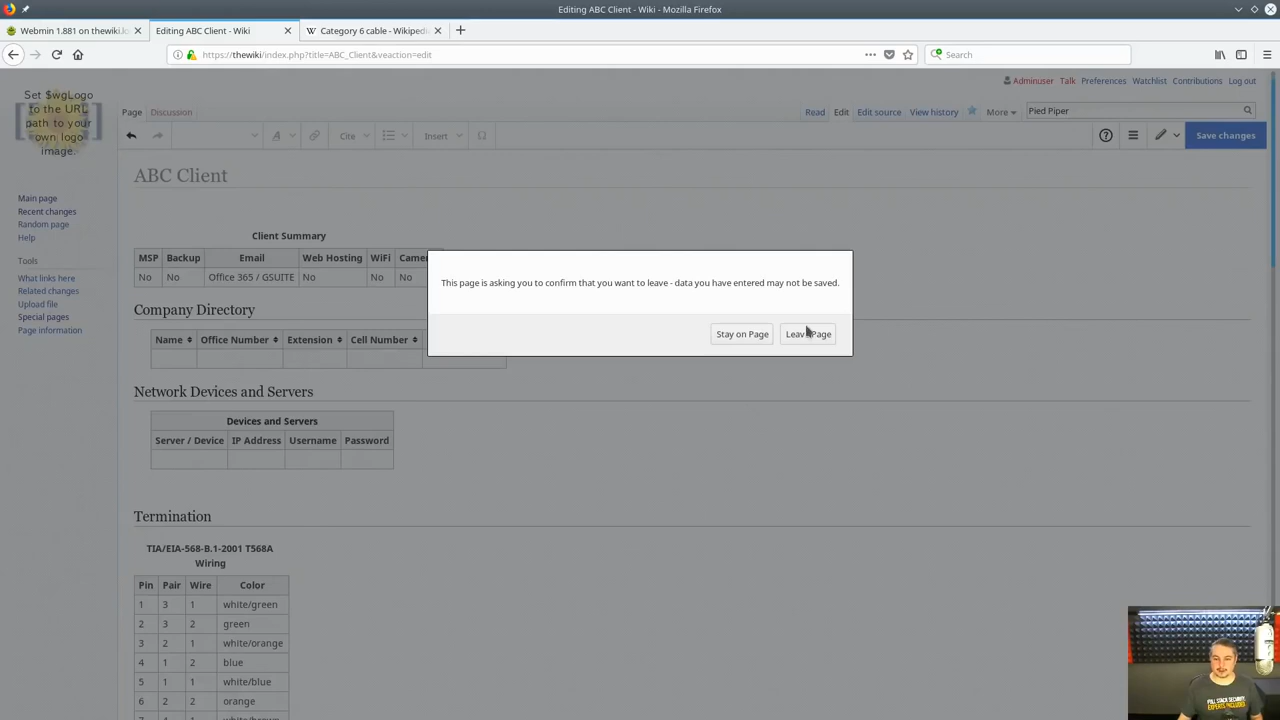 Editing ABC Client - Wiki - Mozilla Firefox
Webmin 1.881 on thewiki.lo
Editing ABC Client - Wiki
Category 6 cable - Wikipedi
https://thewiki/index.php?title=ABC_Client&veaction=edit
Search
Adminuser Talk Preferences Watchlist Contributions Log out
Set $wgLogo
to the URL
path to your
own logo
image.
Page Discussion
Read Edit Edit source View history More
Pied Piper
Cite Insert Save changes
ABC Client
Main page
Recent changes
Random page
Help
Tools
What links here
Related changes
Upload file
Special pages
Page information
Client Summary
MSP Backup Email Web Hosting WiFi Camer
No No Office 365 / GSUITE No No No
This page is asking you to confirm that you want to leave - data you have entered may not be saved.
Stay on Page Leave Page
Company Directory
Name Office Number Extension Cell Number
Network Devices and Servers
Devices and Servers
Server / Device IP Address Username Password
Termination
TIA/EIA-568-B.1-2001 T568A
Wiring
Pin Pair Wire Color
1 3 1 white/green
2 3 2 green
3 2 1 white/orange
4 1 2 blue
5 1 1 white/blue
6 2 2 orange
FULL STACK SECURITY
EXPERTS INCLUDED